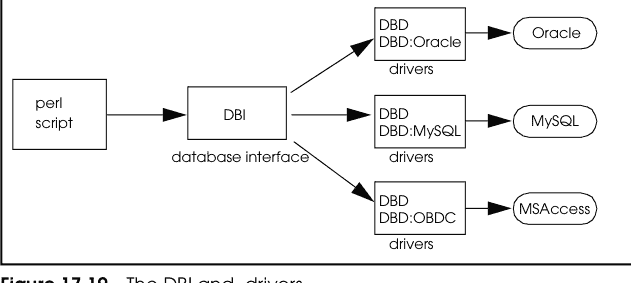 perl
script
DBI
database interface
DBD
DBD:Oracle
drivers
Oracle
DBD
DBD:MySQL
drivers
MySQL
DBD
DBD:OBDC
drivers
MSAccess
Figure 17.19 The DBI and drivers